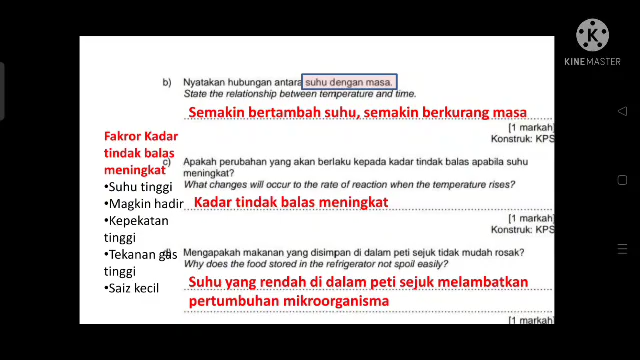 KINEMASTER
b) Nyatakan hubungan antara suhu dengan masa.
State the relationship between temperature and time.
Semakin bertambah suhu, semakin berkurang masa
[1 markah]
Konstruk: KPS
Fakror Kadar
tindak balas
meningkat
•Suhu tinggi
•Magkin hadir
•Kepekatan
tinggi
•Tekanan gas
tinggi
•Saiz kecil
c) Apakah perubahan yang akan berlaku kepada kadar tindak balas apabila suhu
meningkat?
What changes will occur to the rate of reaction when the temperature rises?
Kadar tindak balas meningkat
[1 markah]
Konstruk: KPS
Mengapakah makanan yang disimpan di dalam peti sejuk tidak mudah rosak?
Why does the food stored in the refrigerator not spoil easily?
Suhu yang rendah di dalam peti sejuk melambatkan
pertumbuhan mikroorganisma
[1 markah]